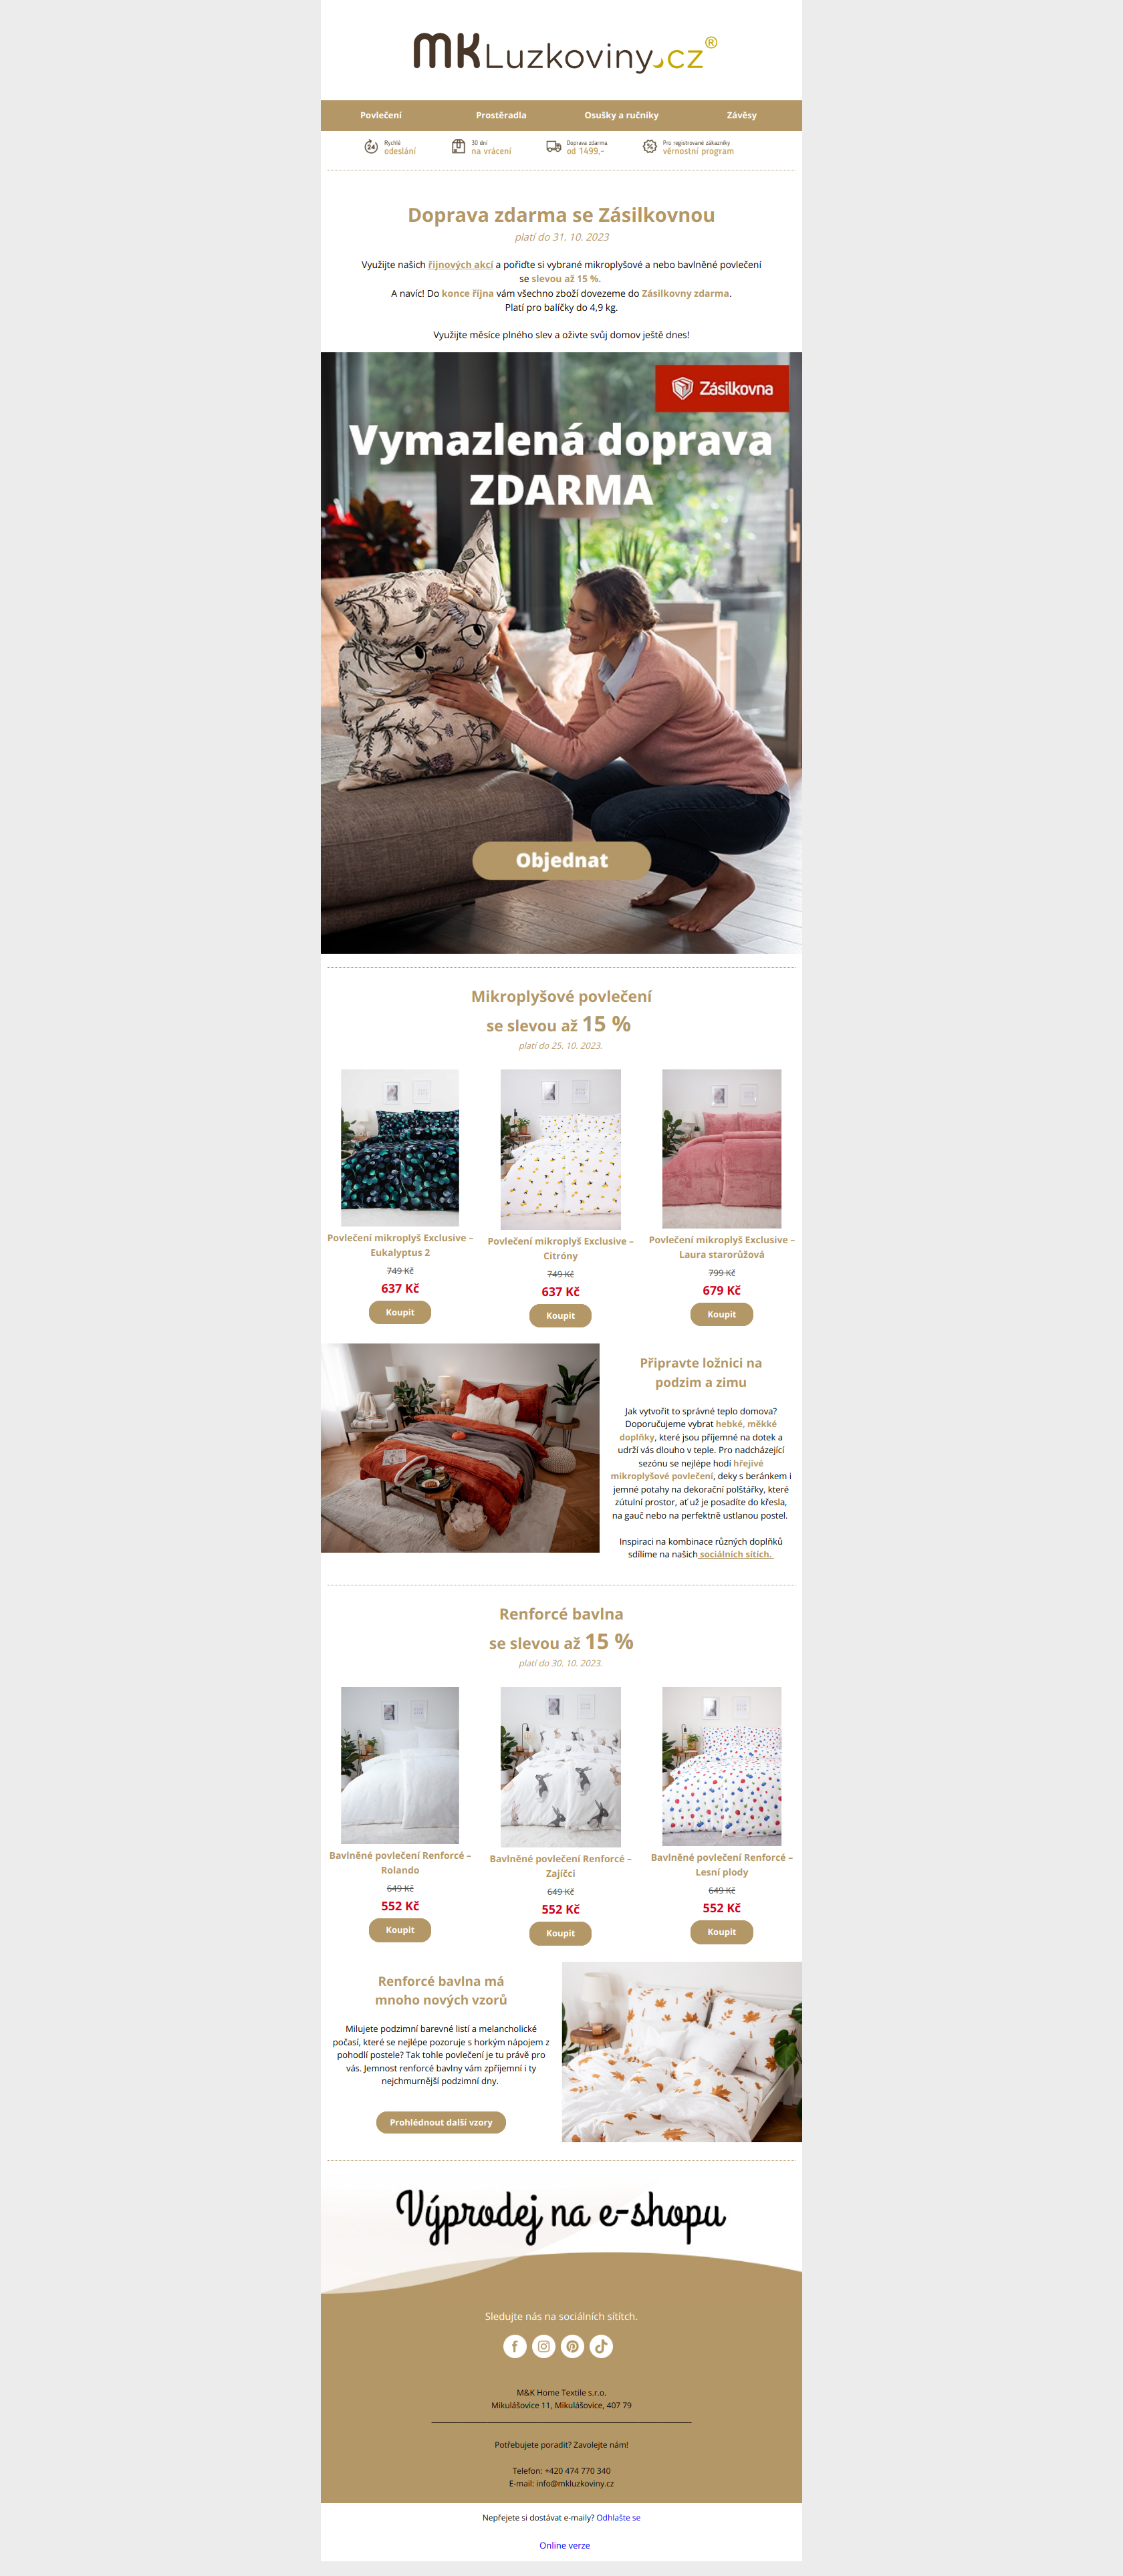 MKLuzkoviny.cz®
Povlečení Prostěradla Osušky a ručníky Závěsy
Rychlé
odeslání
30 dní
na vrácení
Doprava zdarma
od 1499,-
Pro registrované zákazníky
věrnostní program
Doprava zdarma se Zásilkovnou
platí do 31. 10. 2023
Využijte našich říjnových akcí a pořiďte si vybrané mikroplyšové a nebo bavlněné povlečení
se slevou až 15 %.
A navíc! Do konce října vám všechno zboží dovezeme do Zásilkovny zdarma.
Platí pro balíčky do 4,9 kg.
Využijte měsíce plného slev a oživte svůj domov ještě dnes!
Zásilkovna
Vymazlená doprava
ZDARMA
Objednat
Mikroplyšové povlečení
se slevou až 15 %
platí do 25. 10. 2023.
Povlečení mikroplyš Exclusive –
Eukalyptus 2
749 Kč
637 Kč
Koupit
Povlečení mikroplyš Exclusive –
Citróny
749 Kč
637 Kč
Koupit
Povlečení mikroplyš Exclusive –
Laura starorůžová
799 Kč
679 Kč
Koupit
Připravte ložnici na
podzim a zimu
Jak vytvořit to správné teplo domova?
Doporučujeme vybrat hebké, měkké
doplňky, které jsou příjemné na dotek a
udrží vás dlouho v teple. Pro nadcházející
sezónu se nejlépe hodí hřejivé
mikroplyšové povlečení, deky s beránkem i
jemné potahy na dekorační polštářky, které
zútulní prostor, ať už je posadíte do křesla,
na gauč nebo na perfektně ustlanou postel.
Inspiraci na kombinace různých doplňků
sdílíme na našich sociálních sítích.
Renforcé bavlna
se slevou až 15 %
platí do 30. 10. 2023.
Bavlněné povlečení Renforcé –
Rolando
649 Kč
552 Kč
Koupit
Bavlněné povlečení Renforcé –
Zajíčci
649 Kč
552 Kč
Koupit
Bavlněné povlečení Renforcé –
Lesní plody
649 Kč
552 Kč
Koupit
Renforcé bavlna má
mnoho nových vzorů
Milujete podzimní barevné listí a melancholické
počasí, které se nejlépe pozoruje s horkým nápojem z
pohodlí postele? Tak tohle povlečení je tu právě pro
vás. Jemnost renforcé bavlny vám zpříjemní i ty
nejchmurnější podzimní dny.
Prohlédnout další vzory
Výprodej na e-shopu
Sledujte nás na sociálních sítítch.
M&K Home Textile s.r.o.
Mikulášovice 11, Mikulášovice, 407 79
Potřebujete poradit? Zavolejte nám!
Telefon: +420 474 770 340
E-mail: info@mkluzkoviny.cz
Nepřejete si dostávat e-maily? Odhlašte se
Online verze